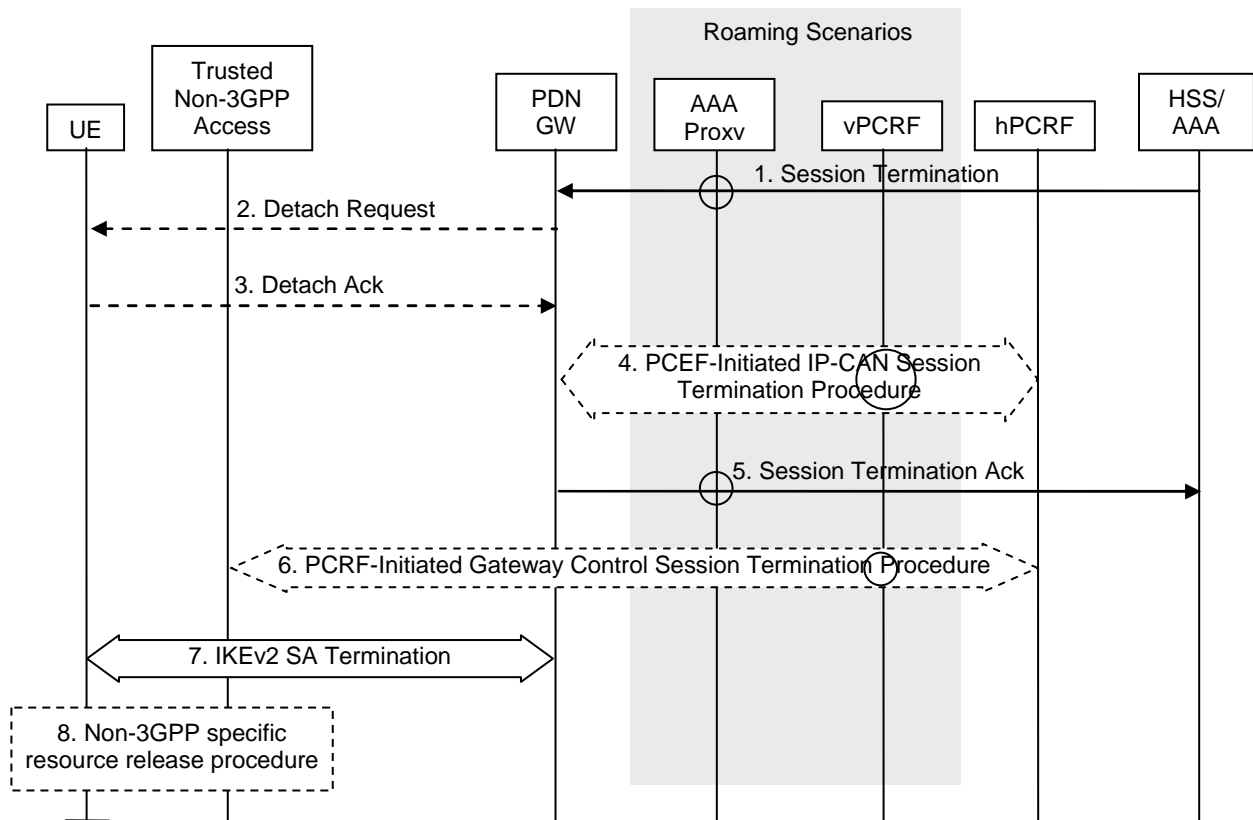 Roaming Scenarios
UE
Trusted
Non-3GPP
Access
PDN
GW
AAA
Proxv
vPCRF
hPCRF
HSS/
AAA
1. Session Termination
2. Detach Request
3. Detach Ack
4. PCEF-Initiated IP-CAN Session
Termination Procedure
5. Session Termination Ack
6. PCRF-Initiated Gateway Control Session Termination Procedure
7. IKEv2 SA Termination
8. Non-3GPP specific
resource release procedure